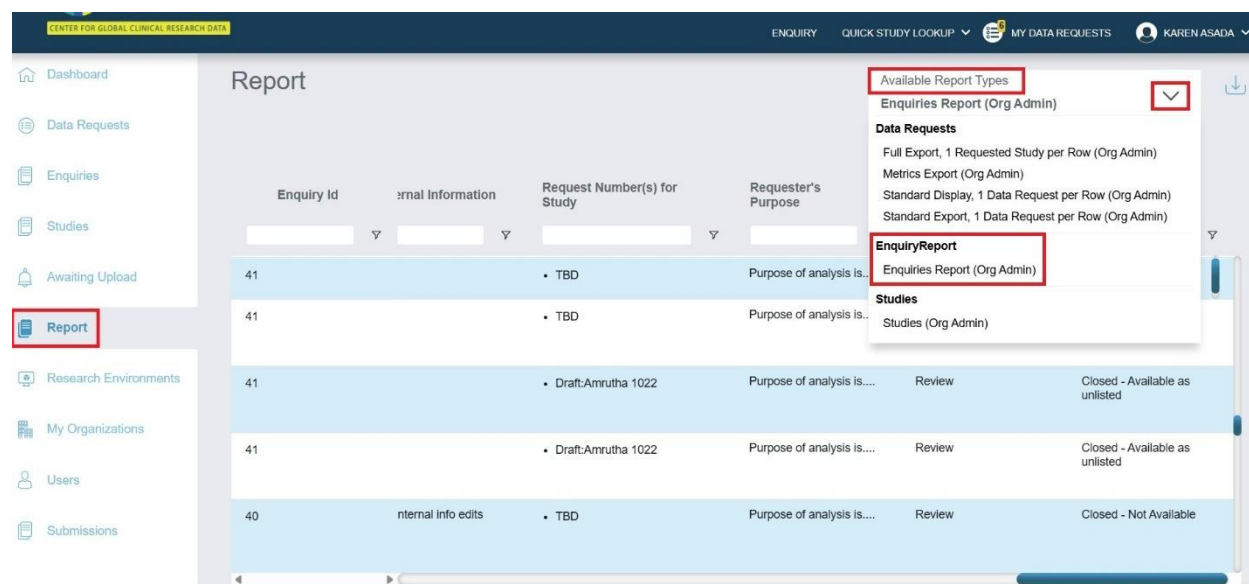 CENTER FOR GLOBAL CLINICAL RESEARCH DATA
ENQUIRY
QUICK STUDY LOOKUP
6
MY DATA REQUESTS
KAREN ASADA
Dashboard
Data Requests
Enquiries
Studies
Awaiting Upload
Report
Research Environments
My Organizations
Users
Submissions
Report
Available Report Types
Enquiries Report (Org Admin)
Data Requests
Full Export, 1 Requested Study per Row (Org Admin)
Metrics Export (Org Admin)
Standard Display, 1 Data Request per Row (Org Admin)
Standard Export, 1 Data Request per Row (Org Admin)
EnquiryReport
Enquiries Report (Org Admin)
Studies
Studies (Org Admin)
Enquiry Id
ernal Information
Request Number(s) for
Study
Requester's
Purpose
41 • TBD Purpose of analysis is..
41 • TBD Purpose of analysis is..
41 • Draft:Amrutha 1022 Purpose of analysis is.... Review Closed - Available as
unlisted
41 • Draft:Amrutha 1022 Purpose of analysis is.... Review Closed - Available as
unlisted
40 nternal info edits • TBD Purpose of analysis is.... Review Closed - Not Available